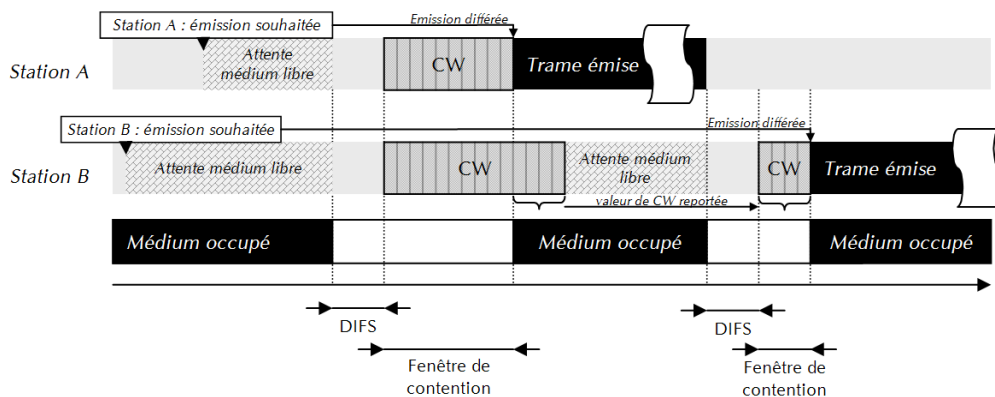 Station A : émission souhaitée
Emission différée
Station A
Attente
médium libre
CW
Trame émise
Station B : émission souhaitée
Emission différée
Station B
Attente médium libre
CW
Attente médium
libre
CW
Trame émise
valeur de CW reportée
Médium occupé
Médium occupé
Médium occupé
DIFS
DIFS
Fenêtre de
contention
Fenêtre de
contention